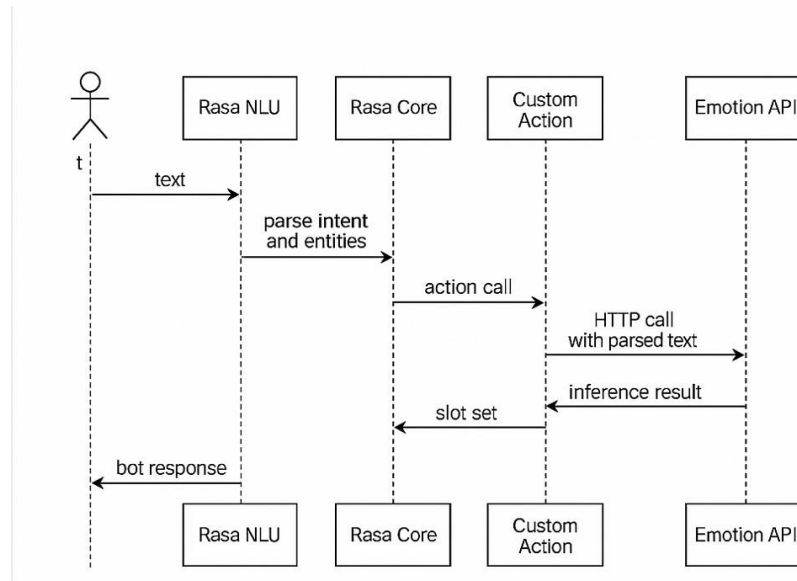 Rasa NLU
Rasa Core
Custom
Action
Emotion API
t
text
parse intent
and entities
action call
HTTP call
with parsed text
inference result
slot set
bot response
Rasa NLU
Rasa Core
Custom
Action
Emotion API